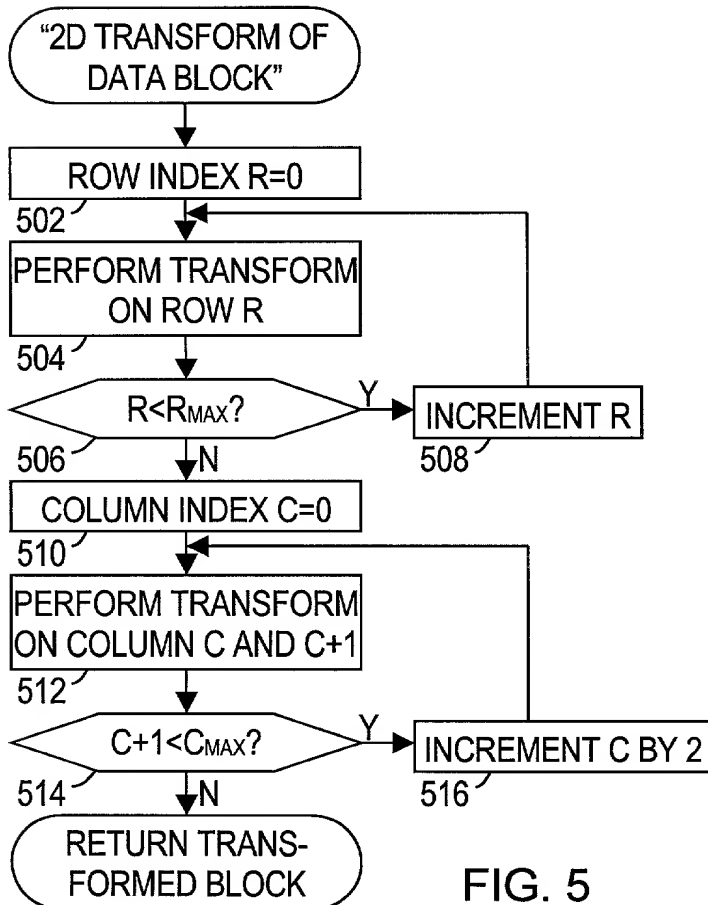 “2D TRANSFORM OF
DATA BLOCK”
ROW INDEX R=0
502
PERFORM TRANSFORM
ON ROW R
504
R<RMAX?
Y
INCREMENT R
506
N
508
COLUMN INDEX C=0
510
PERFORM TRANSFORM
ON COLUMN C AND C+1
512
C+1<CMAX?
Y
INCREMENT C BY 2
514
N
516
RETURN TRANS-
FORMED BLOCK
FIG. 5